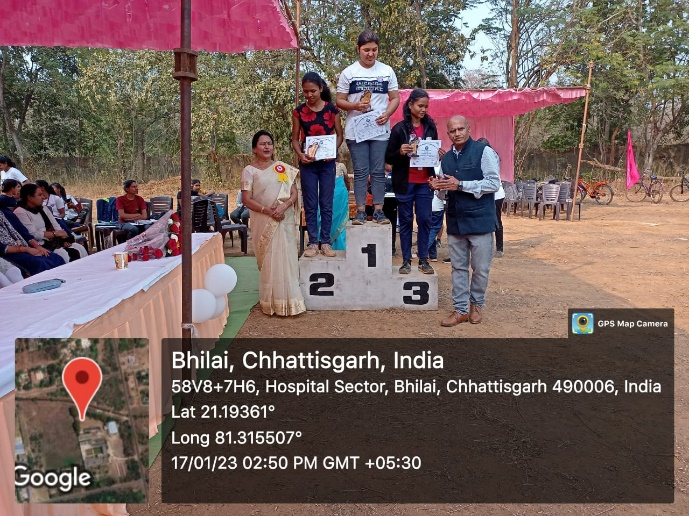 1
2
3
GPS Map Camera
Bhilai, Chhattisgarh, India
58V8+7H6, Hospital Sector, Bhilai, Chhattisgarh 490006, India
Lat 21.19361°
Long 81.315507°
17/01/23 02:50 PM GMT +05:30
Google